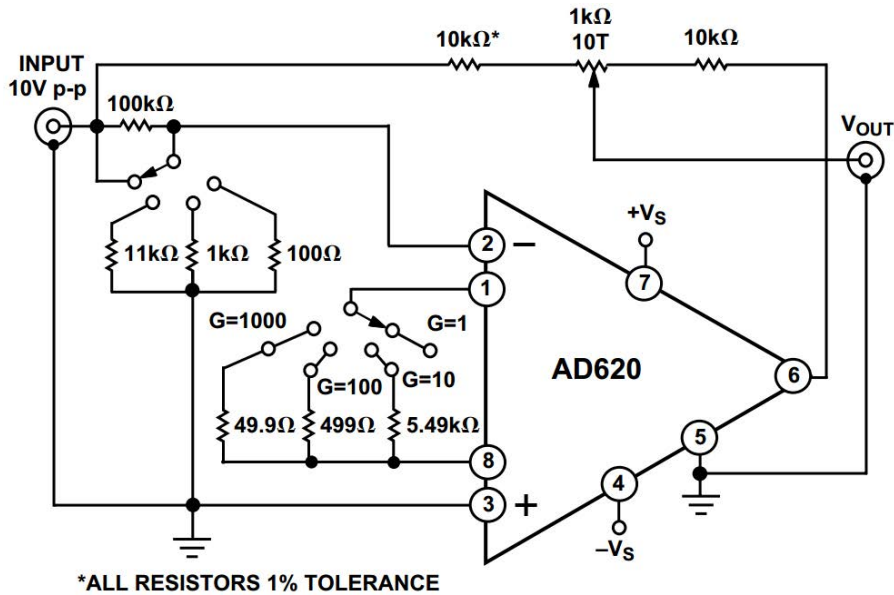 1kΩ
10kΩ*
10T
10kΩ
INPUT
10V p-p
100kΩ
VOUT
+VS
11kΩ
1kΩ
100Ω
2
–
7
1
G=1000
G=1
AD620
6
G=100
G=10
49.9Ω
499Ω
5.49kΩ
5
8
4
3
+
–VS
*ALL RESISTORS 1% TOLERANCE